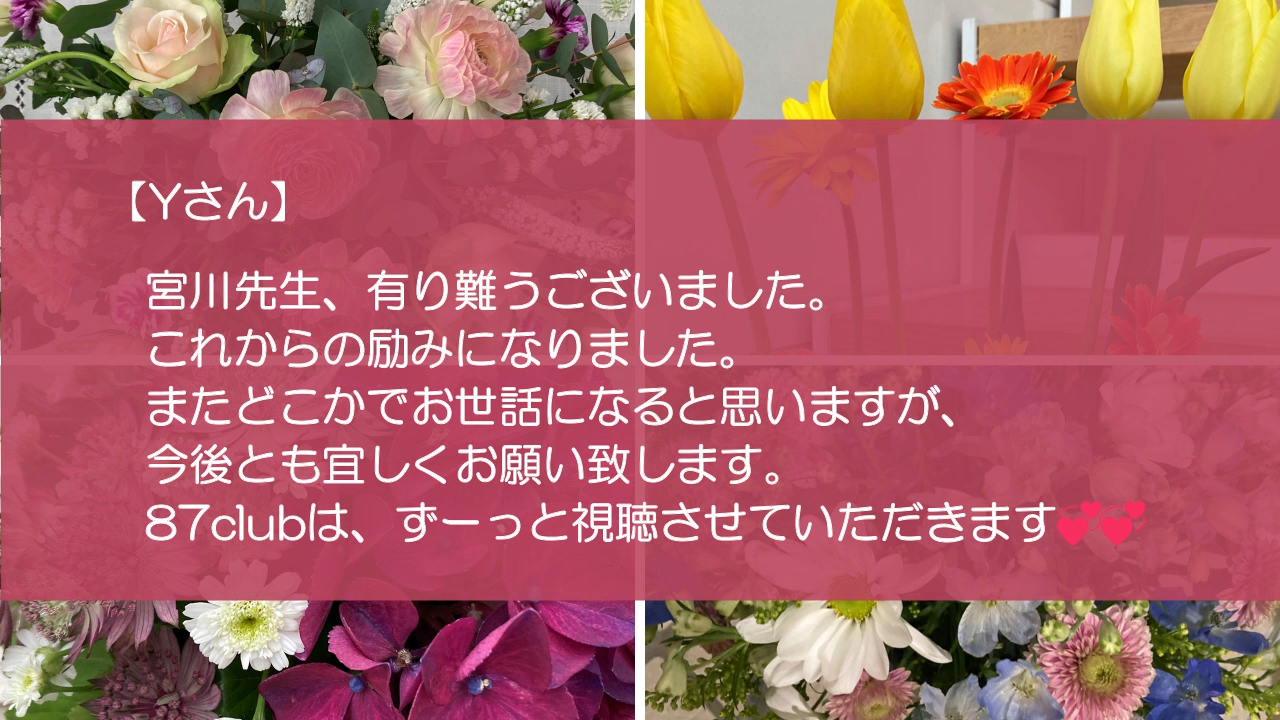 【Yさん】
宮川先生、有り難うございました。
これからの励みになりました。
またどこかでお世話になると思いますが、
今後とも宜しくお願い致します。
87clubは、ずーっと視聴させていただきます💞💞